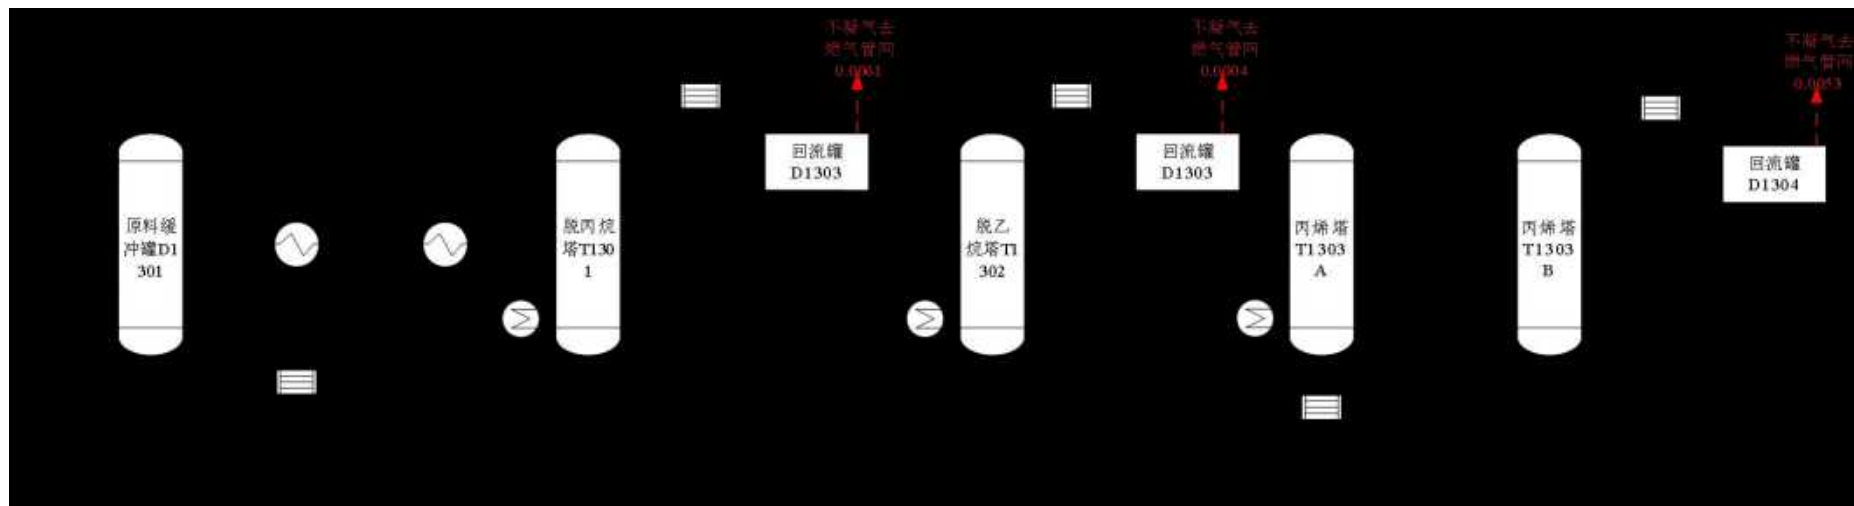 不凝气去
燃气管网
0.0061
不凝气去
燃气管网
0.0004
不凝气去
燃气管网
0.0053
原料缓
冲罐D1
301
脱丙烷
塔T130
1
回流罐
D1303
脱乙
烷塔T1
302
回流罐
D1303
丙烯塔
T1303
A
丙烯塔
T1303
B
回流罐
D1304